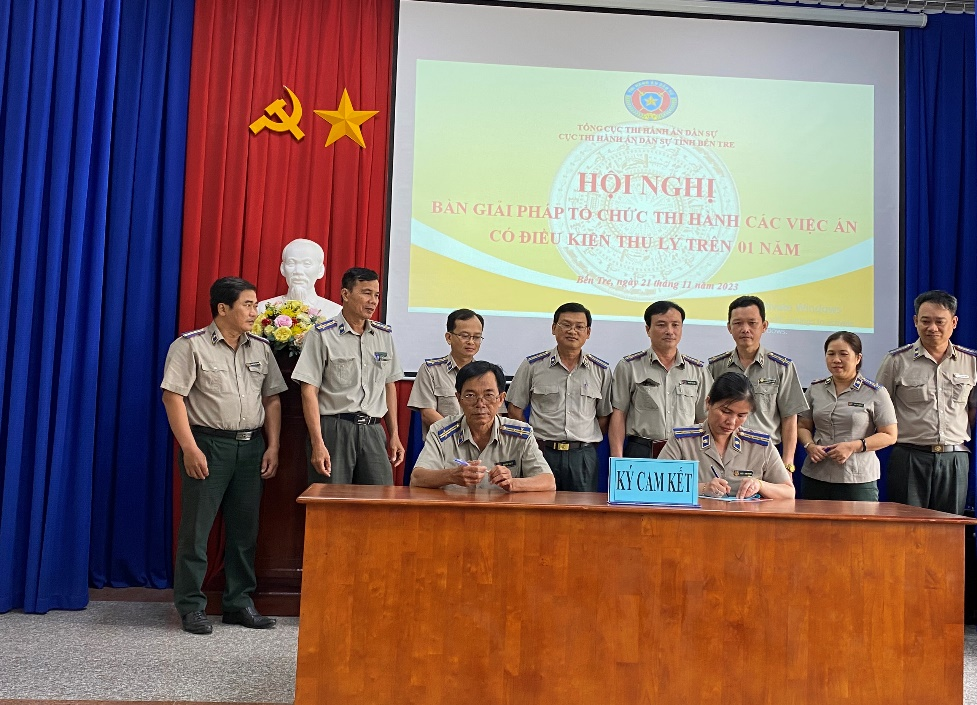 TỔNG CỤC THI HÀNH ÁN DÂN SỰ
CỤC THI HÀNH ÁN DÂN SỰ TỈNH BẾN TRE
HỘI NGHỊ
BÀN GIẢI PHÁP TỔ CHỨC THI HÀNH CÁC VIỆC ÁN
CÓ ĐIỀU KIỆN THỤ LÝ TRÊN 01 NĂM
Bến Tre, ngày 21 tháng 11 năm 2023
KÝ CAM KẾT